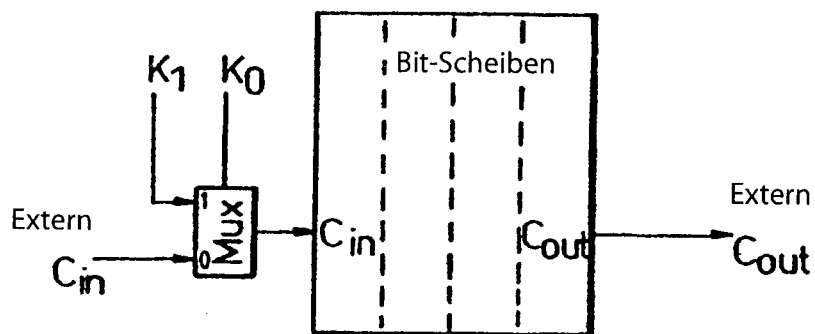 Bit-Scheiben
K1 K0
1
Mux
0
Extern
Cin
Cin
Cout
Extern
Cout